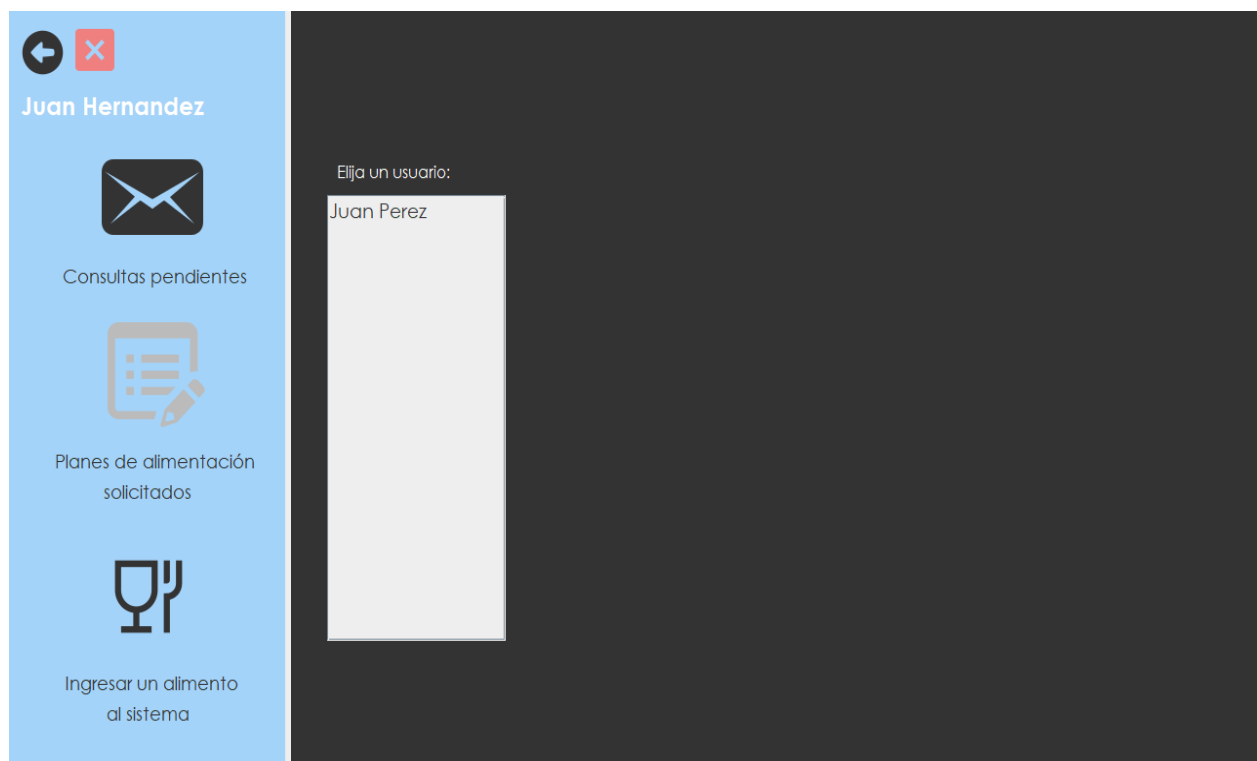 Juan Hernandez
Consultas pendientes
Planes de alimentación
solicitados
Ingresar un alimento
al sistema
Elija un usuario:
Juan Perez